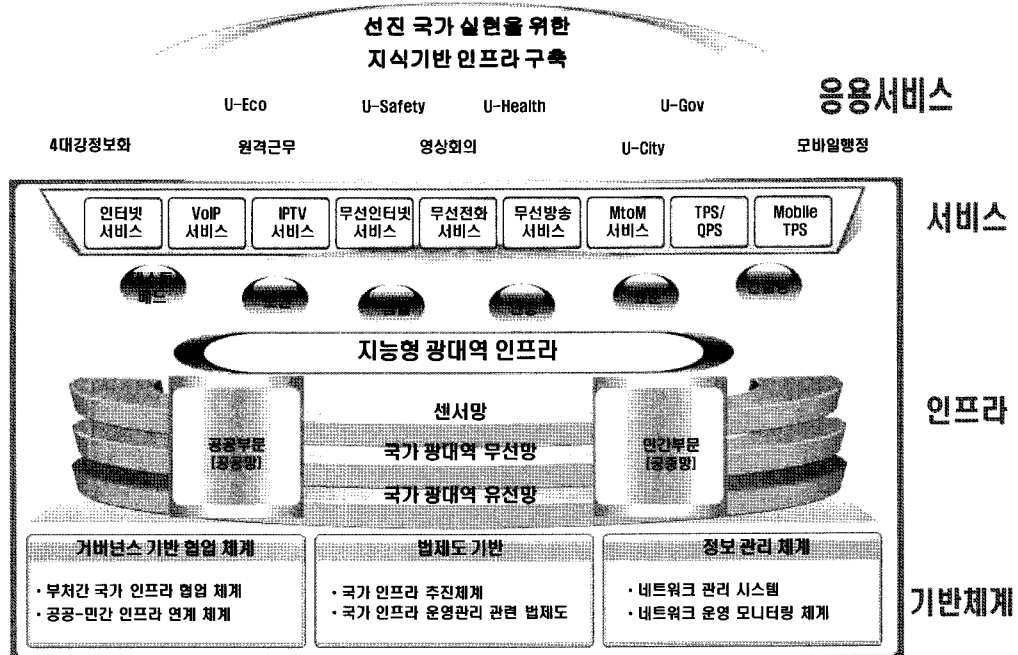 선진 국가 실현을 위한
지식기반 인프라 구축
응용서비스
U-Eco
U-Safety
U-Health
U-Gov
4대강정보화
원격근무
영상회의
U-City
모바일행정
서비스
인터넷
서비스
VoIP
서비스
IPTV
서비스
무선인터넷
서비스
무선전화
서비스
무선방송
서비스
MtoM
서비스
TPS/
QPS
Mobile
TPS
베드
지능형 광대역 인프라
인프라
센서망
공공부문
[공공망]
국가 광대역 무선망
민간부문
[공중망]
국가 광대역 유선망
거버넌스 기반 협업 체계
· 부처간 국가 인프라 협업 체계
· 공공-민간 인프라 연계 체계
법제도 기반
· 국가 인프라 추진체계
· 국가 인프라 운영관리 관련 법제도
정보 관리 체계
· 네트워크 관리 시스템
· 네트워크 운영 모니터링 체계
기반체계